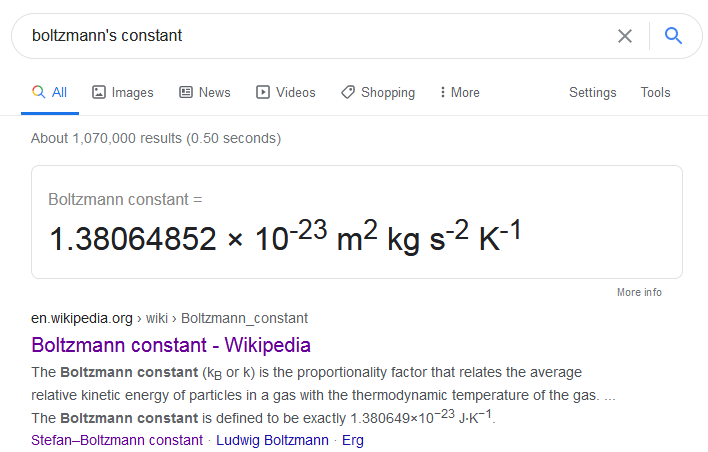 boltzmann's constant
All Images News Videos Shopping More Settings Tools
About 1,070,000 results (0.50 seconds)
Boltzmann constant =
1.38064852 × 10⁻²³ m² kg s⁻² K⁻¹
More info
en.wikipedia.org › wiki › Boltzmann_constant
Boltzmann constant - Wikipedia
The Boltzmann constant (k_B or k) is the proportionality factor that relates the average
relative kinetic energy of particles in a gas with the thermodynamic temperature of the gas. ...
The Boltzmann constant is defined to be exactly 1.380649×10⁻²³ J⋅K⁻¹.
Stefan–Boltzmann constant · Ludwig Boltzmann · Erg